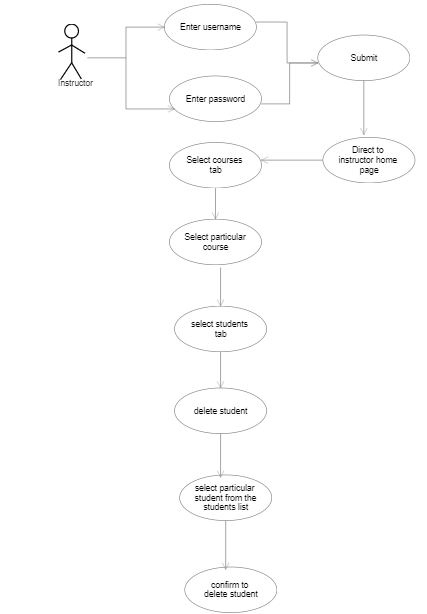 Enter username
Instructor
Submit
Enter password
Direct to
instructor home
page
Select courses
tab
Select particular
course
select students
tab
delete student
select particular
student from the
students list
confirm to
delete student